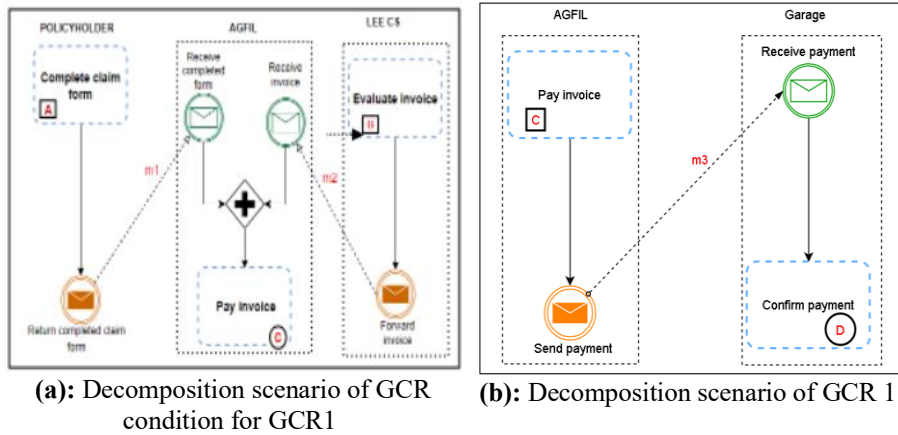 POLICYHOLDER
AGFIL
LEE CS
Receive
completed
form
Receive
invoice
Complete claim
form
A
Evaluate invoice
B
m1
m2
Pay invoice
C
Return completed claim
form
Forward
invoice
(a): Decomposition scenario of GCR
condition for GCR1
AGFIL
Garage
Receive payment
Pay invoice
C
m3
Send payment
Confirm payment
D
(b): Decomposition scenario of GCR 1